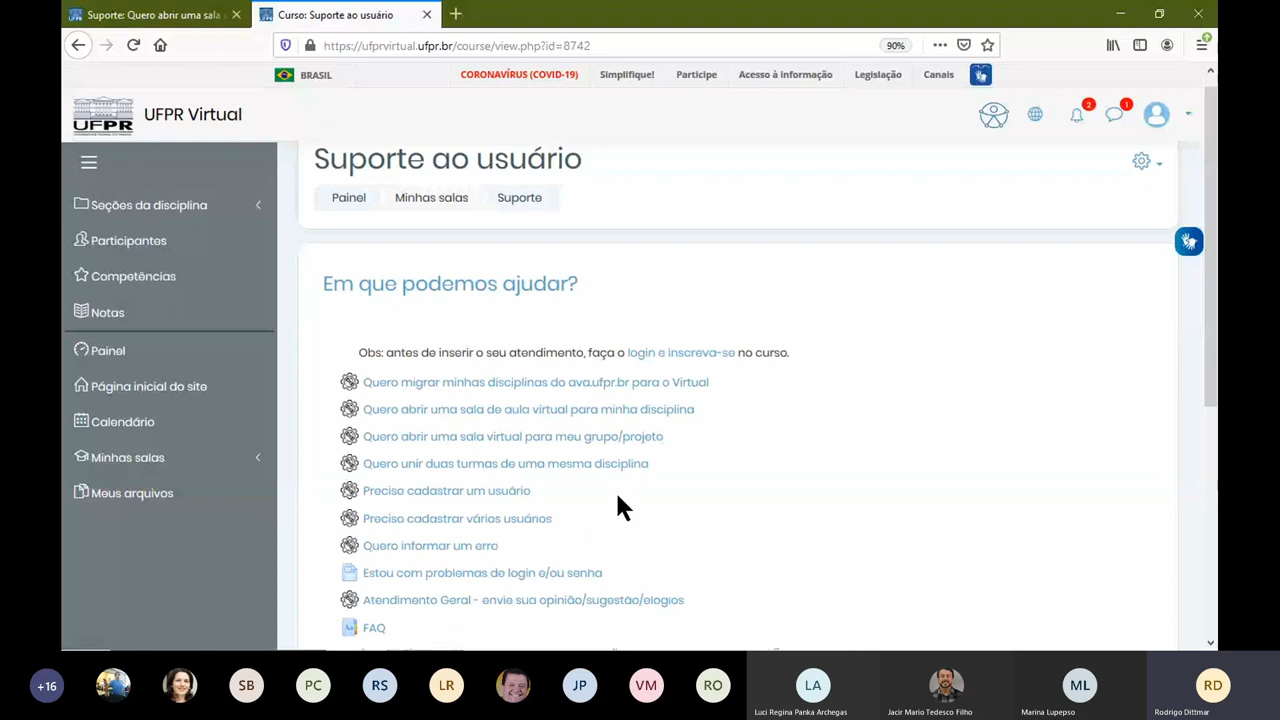 Suporte: Quero abrir uma sala
Curso: Suporte ao usuário
https://ufprvirtual.ufpr.br/course/view.php?id=8742
90%
BRASIL
CORONAVÍRUS (COVID-19)
Simplifique!
Participe
Acesso à informação
Legislação
Canais
UFPR
UFPR Virtual
2
1
Suporte ao usuário
Painel
Minhas salas
Suporte
Seções da disciplina
Participantes
Competências
Notas
Painel
Página inicial do site
Calendário
Minhas salas
Meus arquivos
Em que podemos ajudar?
Obs: antes de inserir o seu atendimento, faça o login e inscreva-se no curso.
Quero migrar minhas disciplinas do ava.ufpr.br para o Virtual
Quero abrir uma sala de aula virtual para minha disciplina
Quero abrir uma sala virtual para meu grupo/projeto
Quero unir duas turmas de uma mesma disciplina
Preciso cadastrar um usuário
Preciso cadastrar vários usuários
Quero informar um erro
Estou com problemas de login e/ou senha
Atendimento Geral - envie sua opinião/sugestão/elogios
FAQ
+16
SB
PC
RS
LR
JP
VM
RO
LA
ML
RD
Luci Regina Panka Archegas
Jacir Mario Tedesco Filho
Marina Lupepso
Rodrigo Dittmar